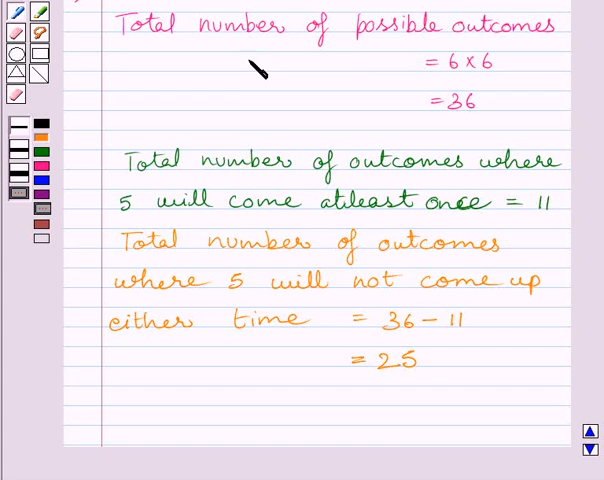 Total number of possible outcomes
= 6 × 6
= 36
Total number of outcomes where
5 will come atleast once = 11
Total number of outcomes
where 5 will not come up
either time = 36 - 11
= 25